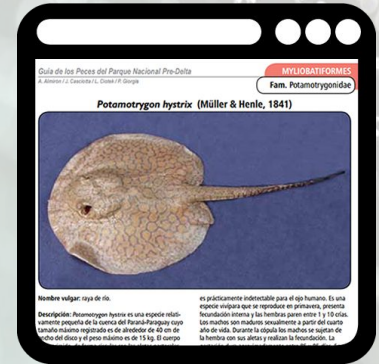 Guía de los Peces del Parque Nacional Pre-Delta
A. Almirón / J. Casciotta / L. Ciotek / P. Giorgis
MYLIOBATIFORMES
Fam. Potamotrygonidae
Potamotrygon hystrix (Müller & Henle, 1841)
Nombre vulgar: raya de río.
Descripción: Potamotrygon hystrix es una especie relati-
vamente pequeña de la cuenca del Paraná-Paraguay cuyo
tamaño máximo registrado es de alrededor de 40 cm de
ancho del disco y el peso máximo es de 15 kg. El cuerpo
es prácticamente indetectable para el ojo humano. Es una
especie vivípara que se reproduce en primavera, presenta
fecundación interna y las hembras paren entre 1 y 10 crías.
Los machos son maduros sexualmente a partir del cuarto
año de vida. Durante la cópula los machos se sujetan de
la hembra con sus aletas y realizan la fecundación. La